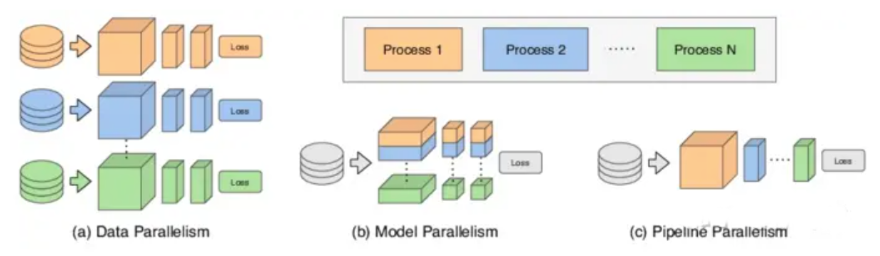 Loss
Process 1
Process 2
......
Process N
Loss
Loss
Loss
Loss
(a) Data Parallelism
(b) Model Parallelism
(c) Pipeline Parallelism